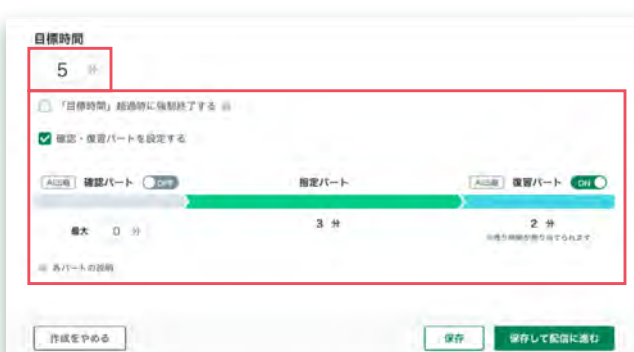 目標時間
5 分
「目標時間」超過時に強制終了する
確認・復習パートを設定する
AI出題 確認パート OFF
指定パート
AI出題 復習パート ON
最大 0 分
3 分
2 分
※残り時間が割り当てられます
各パートの説明
作成をやめる
保存
保存して配信に進む